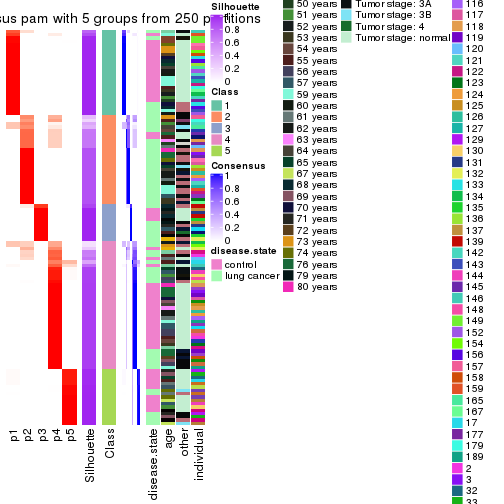 sus pam with 5 groups from 250 partitions
Silhouette
1
0.8
0.6
0.4
0.2
0
Class
1
2
3
4
5
Consensus
1
0.8
0.6
0.4
0.2
0
disease.state
control
lung cancer
50 years
51 years
52 years
53 years
54 years
55 years
56 years
57 years
59 years
60 years
61 years
62 years
63 years
64 years
65 years
67 years
68 years
69 years
70 years
71 years
72 years
73 years
74 years
76 years
79 years
80 years
Tumor stage: 3A
Tumor stage: 3B
Tumor stage: 4
Tumor stage: normal
116
117
118
119
120
121
122
123
124
125
126
127
129
130
131
132
133
134
135
136
137
139
142
143
144
145
146
148
149
152
154
156
157
158
159
165
167
17
177
179
189
2
3
32
33
p1
p2
p3
p4
p5
Silhouette
Class
disease.state
age
other
individual